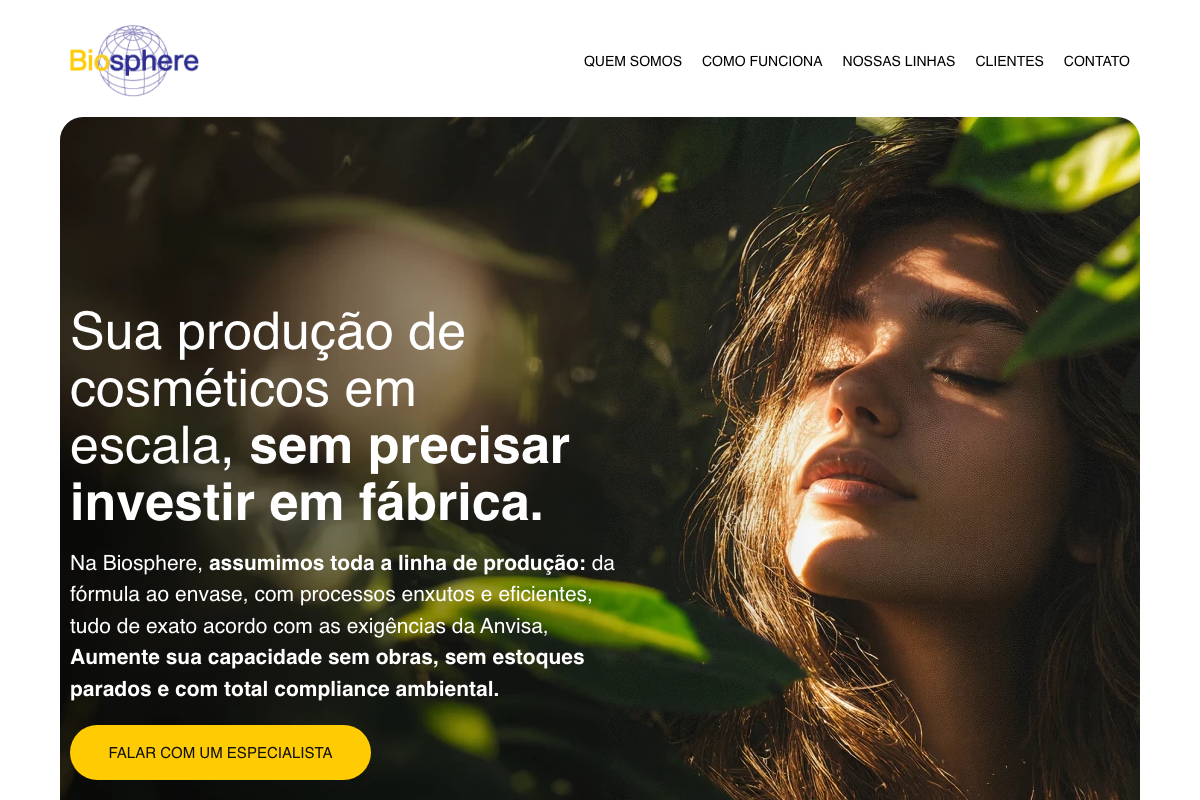 Biosphere
QUEM SOMOS COMO FUNCIONA NOSSAS LINHAS CLIENTES CONTATO
Sua produção de
cosméticos em
escala, sem precisar
investir em fábrica.
Na Biosphere, assumimos toda a linha de produção: da
fórmula ao envase, com processos enxutos e eficientes,
tudo de exato acordo com as exigências da Anvisa,
Aumente sua capacidade sem obras, sem estoques
parados e com total compliance ambiental.
FALAR COM UM ESPECIALISTA